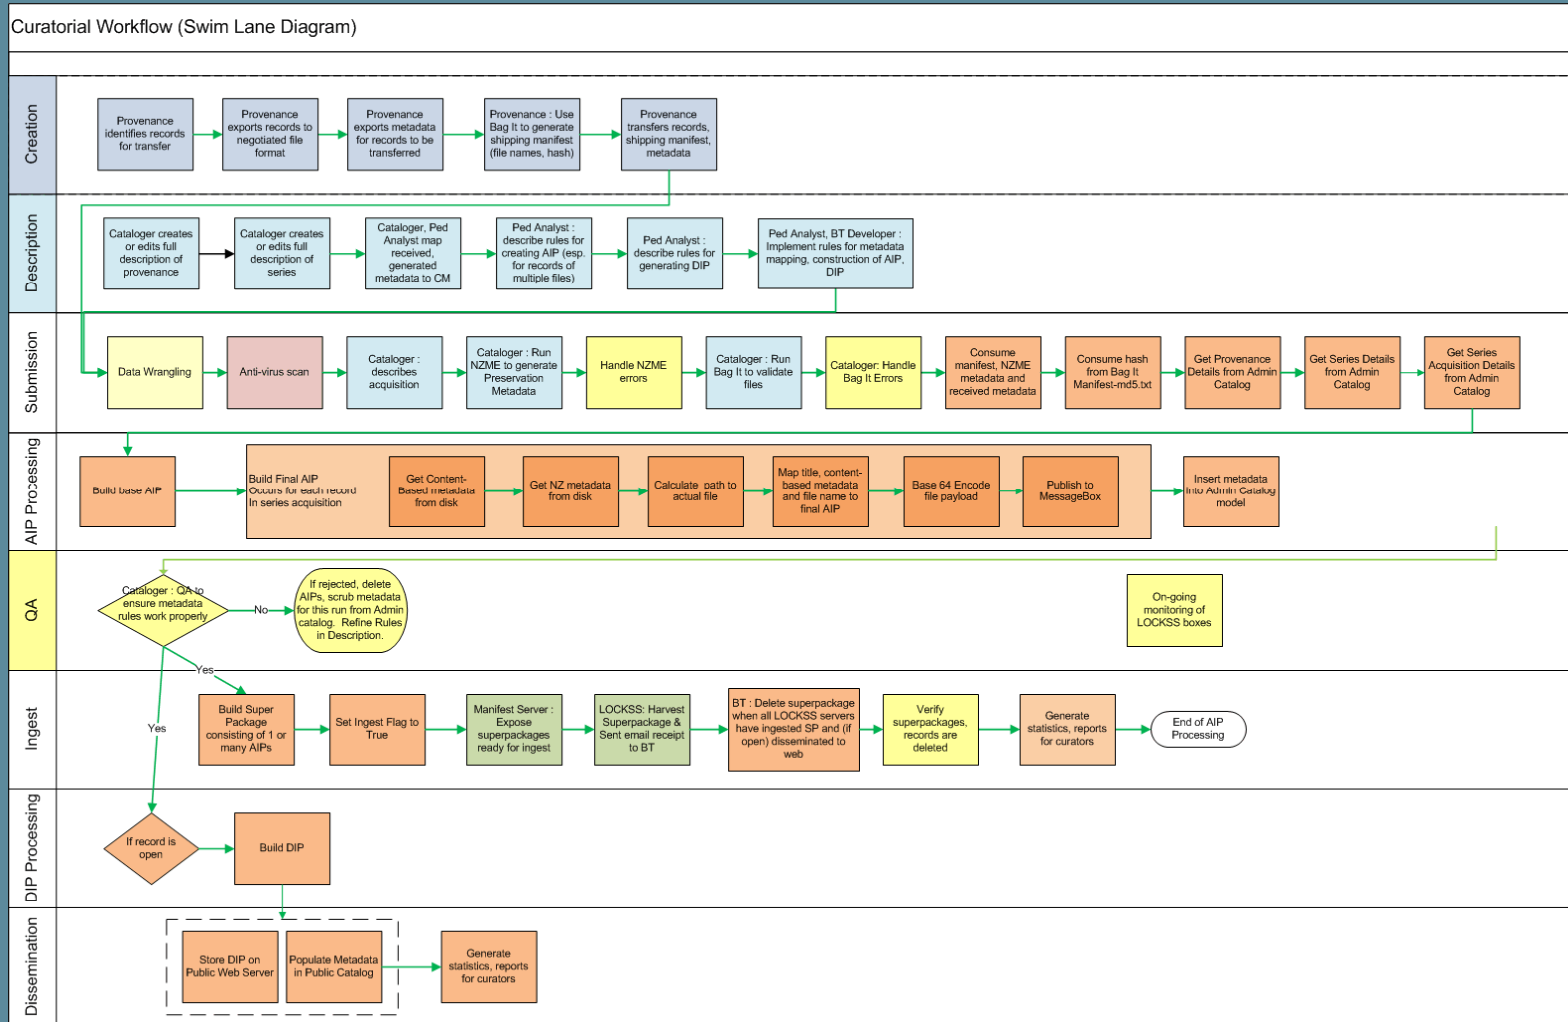 Curatorial Workflow (Swim Lane Diagram)
Creation
Provenance
identifies records
for transfer
Provenance
exports records to
negotiated file
format
Provenance
exports metadata
for records to be
transferred
Provenance : Use
Bag It to generate
shipping manifest
(file names, hash)
Provenance
transfers records,
shipping manifest,
metadata
Description
Cataloger creates
or edits full
description of
provenance
Cataloger creates
or edits full
description of
series
Cataloger, Ped
Analyst map
received,
generated
metadata to CM
Ped Analyst :
describe rules for
creating AIP (esp.
for records of
multiple files)
Ped Analyst :
describe rules for
generating DIP
Ped Analyst, BT Developer :
Implement rules for metadata
mapping, construction of AIP,
DIP
Submission
Data Wrangling
Anti-virus scan
Cataloger :
describes
acquisition
Cataloger : Run
NZME to generate
Preservation
Metadata
Handle NZME
errors
Cataloger : Run
Bag It to validate
files
Cataloger: Handle
Bag It Errors
Consume
manifest, NZME
metadata and
received metadata
Consume hash
from Bag It
Manifest-md5.txt
Get Provenance
Details from Admin
Catalog
Get Series Details
from Admin
Catalog
Get Series
Acquisition Details
from Admin
Catalog
AIP Processing
Build base AIP
Build Final AIP
Occurs for each record
In series acquisition
Get Content-
Based metadata
from disk
Get NZ metadata
from disk
Calculate path to
actual file
Map title, content-
based metadata
and file name to
final AIP
Base 64 Encode
file payload
Publish to
MessageBox
Insert metadata
into Admin Catalog
model
QA
Cataloger : QA to
ensure metadata
rules work properly
No
If rejected, delete
AIPs, scrub metadata
for this run from Admin
catalog. Refine Rules
in Description.
On-going
monitoring of
LOCKSS boxes
Yes
Yes
Ingest
Build Super
Package
consisting of 1 or
many AIPs
Set Ingest Flag to
True
Manifest Server :
Expose
superpackages
ready for ingest
LOCKSS: Harvest
Superpackage &
Sent email receipt
to BT
BT : Delete superpackage
when all LOCKSS servers
have ingested SP and (if
open) disseminated to
web
Verify
superpackages,
records are
deleted
Generate
statistics, reports
for curators
End of AIP
Processing
DIP Processing
If record is
open
Build DIP
Dissemination
Store DIP on
Public Web Server
Populate Metadata
in Public Catalog
Generate
statistics, reports
for curators